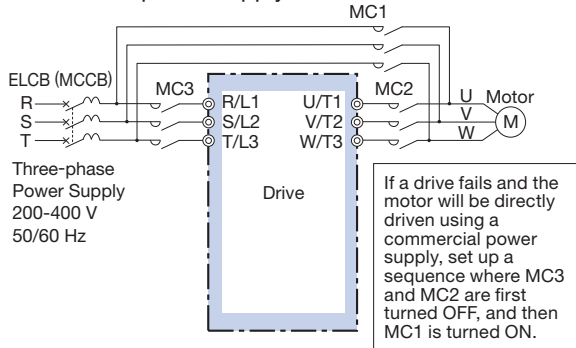 MC1
ELCB (MCCB)
MC3
MC2
R
R/L1
U/T1
U
Motor
S
S/L2
V/T2
V
M
T
T/L3
W/T3
W
Three-phase
Power Supply
200-400 V
50/60 Hz
Drive
If a drive fails and the
motor will be directly
driven using a
commercial power
supply, set up a
sequence where MC3
and MC2 are first
turned OFF, and then
MC1 is turned ON.